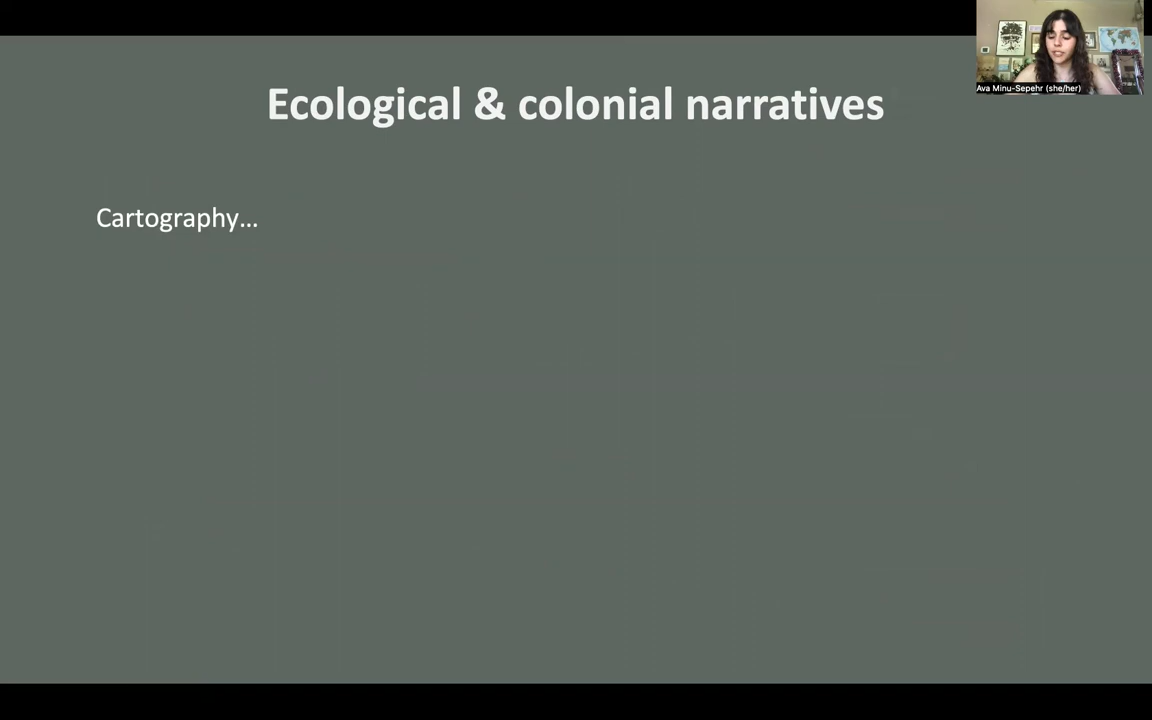 Ecological & colonial narratives
Ava Minu-Sepehr (she/her)
Cartography...